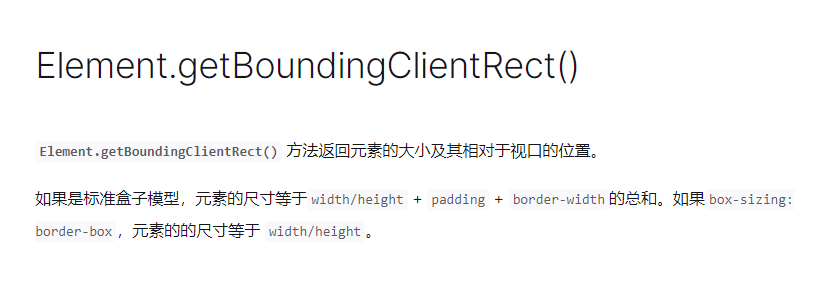 Element.getBoundingClientRect()
Element.getBoundingClientRect() 方法返回元素的大小及其相对于视口的位置。
如果是标准盒子模型，元素的尺寸等于 width/height + padding + border-width 的总和。如果 box-sizing:
border-box ，元素的的尺寸等于 width/height 。